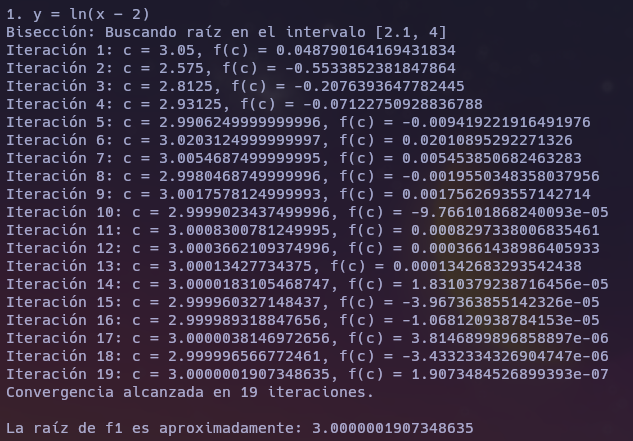 1. y = ln(x − 2)
Bisección: Buscando raíz en el intervalo [2.1, 4]
Iteración 1: c = 3.05, f(c) = 0.048790164169431834
Iteración 2: c = 2.575, f(c) = -0.5533852381847864
Iteración 3: c = 2.8125, f(c) = -0.2076393647782445
Iteración 4: c = 2.93125, f(c) = -0.07122750928836788
Iteración 5: c = 2.9906249999999996, f(c) = -0.009419221916491976
Iteración 6: c = 3.0203124999999997, f(c) = 0.02010895292271326
Iteración 7: c = 3.0054687499999995, f(c) = 0.005453850682463283
Iteración 8: c = 2.9980468749999996, f(c) = -0.0019550348358037956
Iteración 9: c = 3.0017578124999993, f(c) = 0.0017562693557142714
Iteración 10: c = 2.9999023437499996, f(c) = -9.766101868240093e-05
Iteración 11: c = 3.0008300781249995, f(c) = 0.0008297338006835461
Iteración 12: c = 3.0003662109374996, f(c) = 0.0003661438986405933
Iteración 13: c = 3.00013427734375, f(c) = 0.0001342683293542438
Iteración 14: c = 3.0000183105468747, f(c) = 1.8310379238716456e-05
Iteración 15: c = 2.999960327148437, f(c) = -3.967363855142326e-05
Iteración 16: c = 2.999989318847656, f(c) = -1.068120938784153e-05
Iteración 17: c = 3.0000038146972656, f(c) = 3.8146899896858897e-06
Iteración 18: c = 2.999996566772461, f(c) = -3.4332334326904747e-06
Iteración 19: c = 3.0000001907348635, f(c) = 1.9073484526899393e-07
Convergencia alcanzada en 19 iteraciones.
La raíz de f1 es aproximadamente: 3.0000001907348635